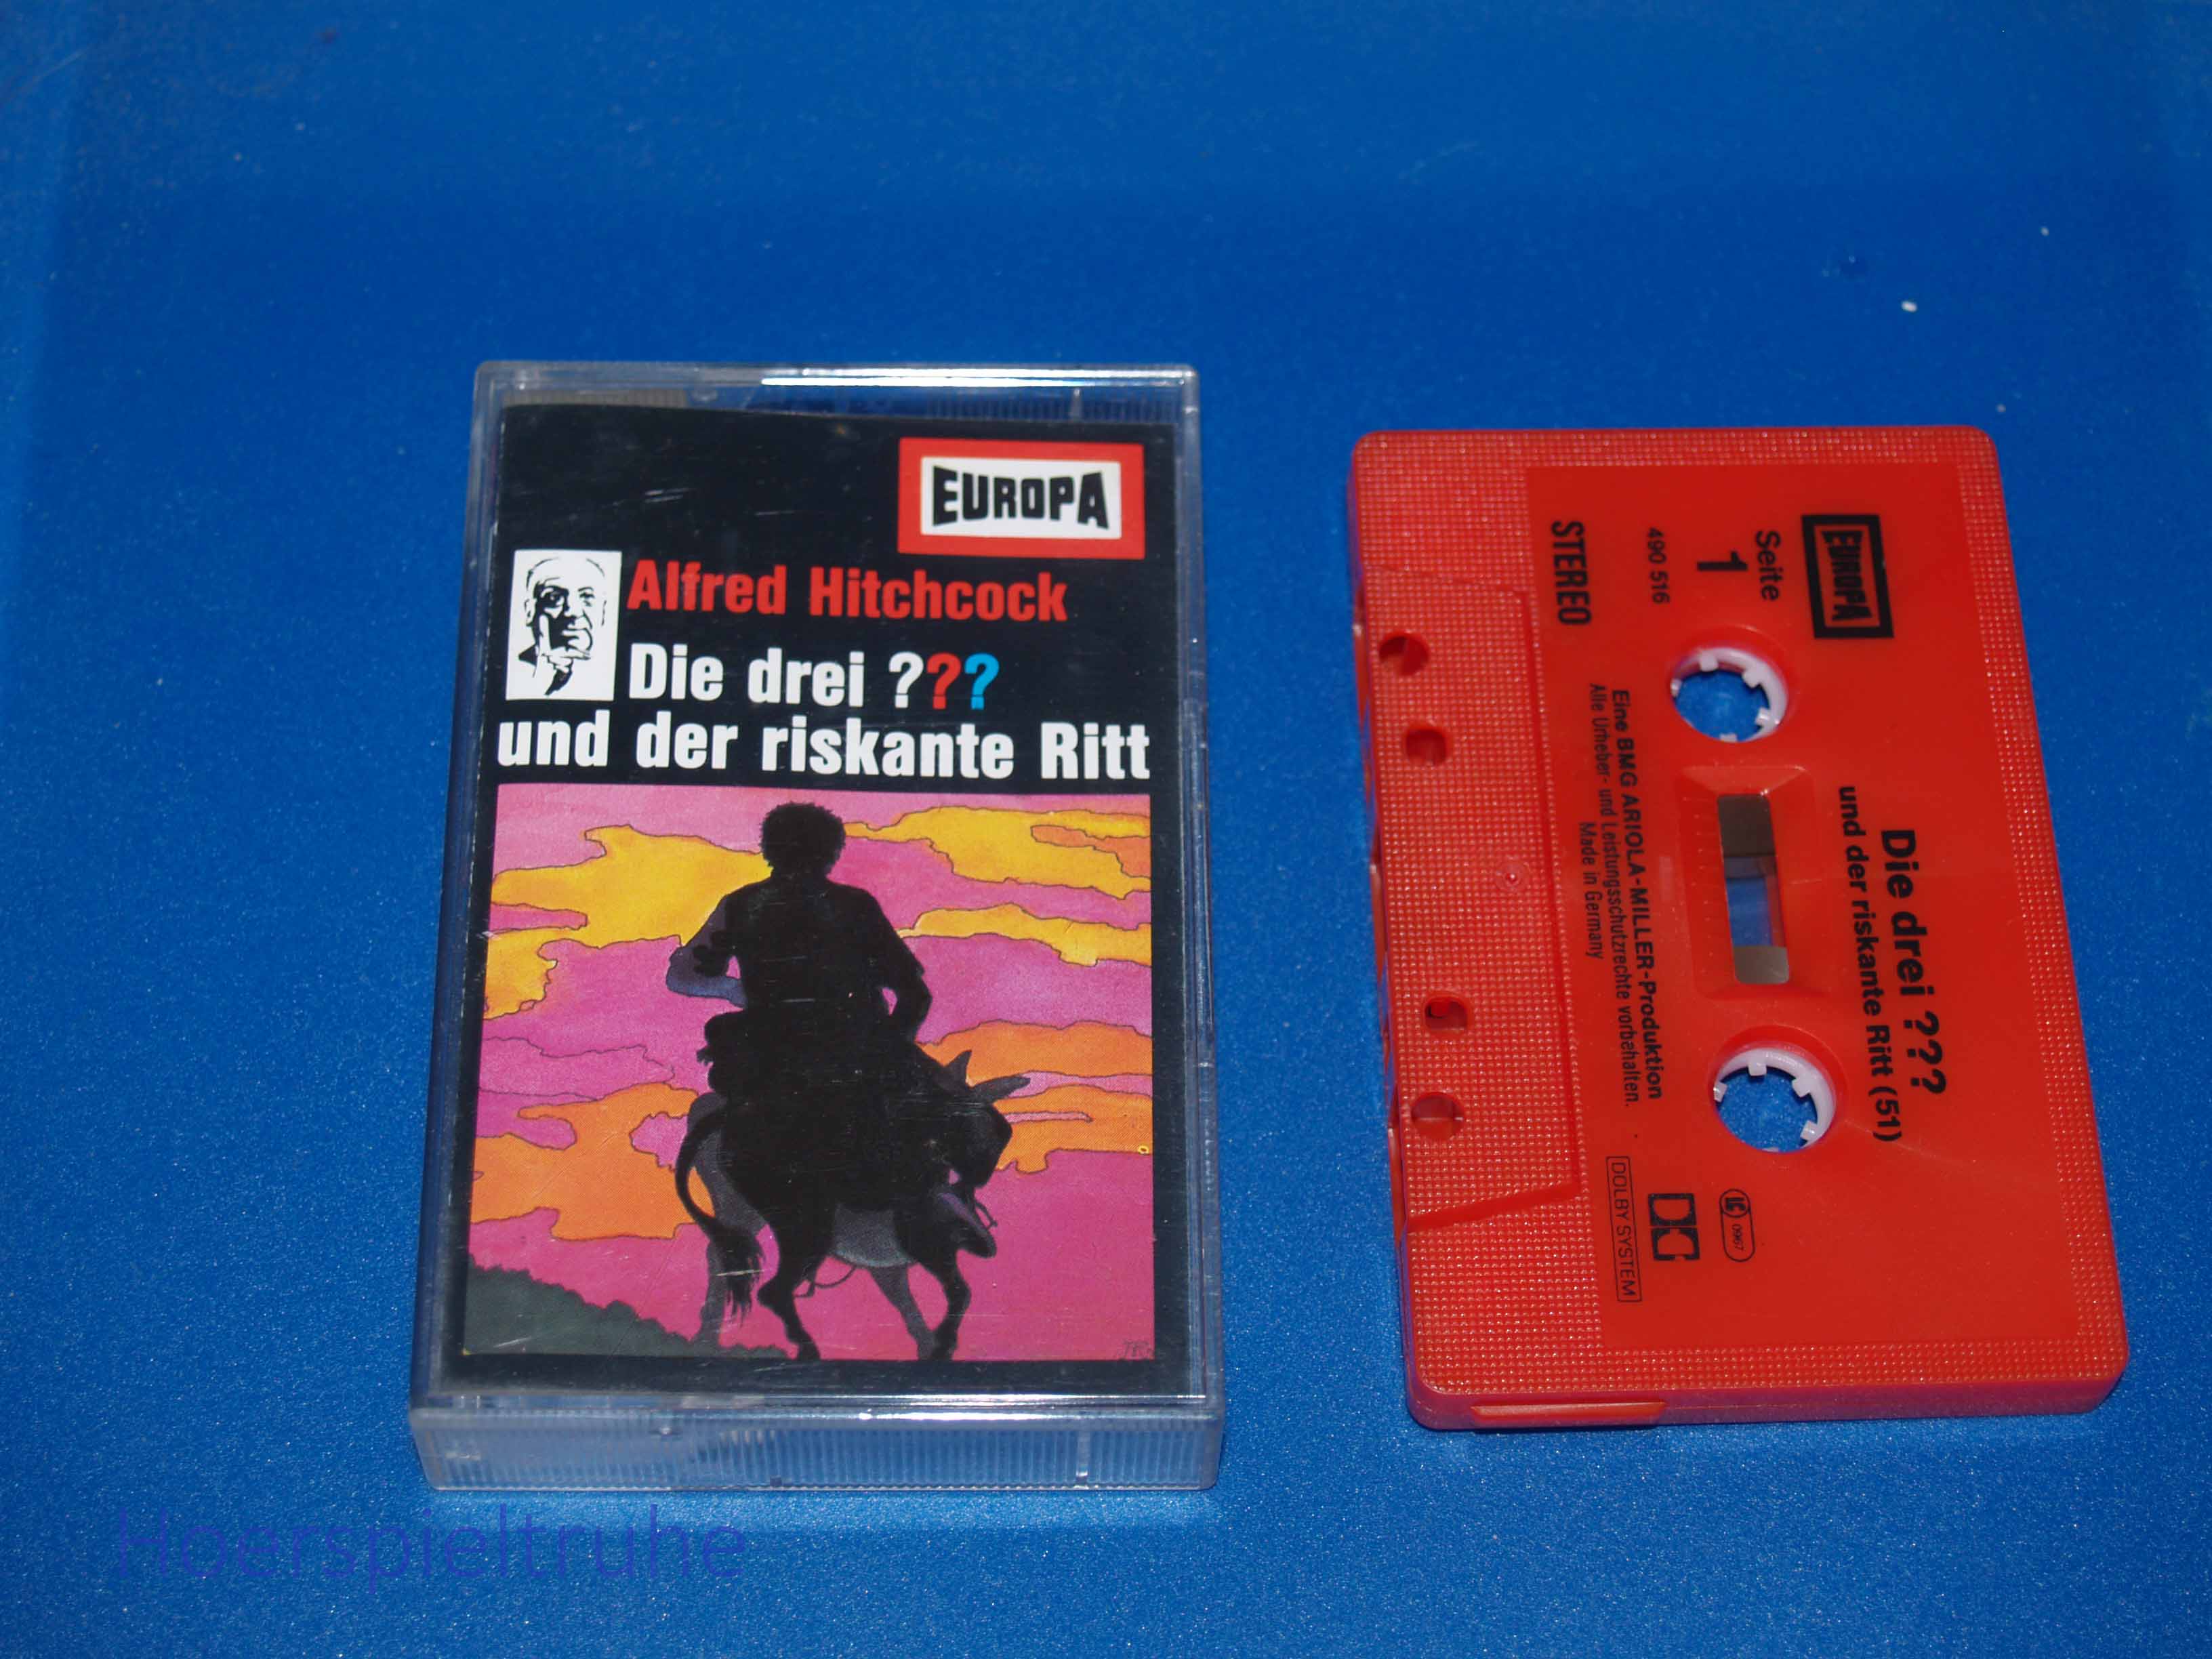 EUROPA
Alfred Hitchcock
Die drei ???
und der riskante Ritt
EUROPA
Seite
1
490 516
STEREO
Die drei ???
und der riskante Ritt (51)
Eine BMG ARIOLA-MILLER-Produktion
Alle Urheber- und Leistungsschutzrechte vorbehalten.
Made in Germany
LC 0967
DOLBY SYSTEM
Hoerspieltruhe